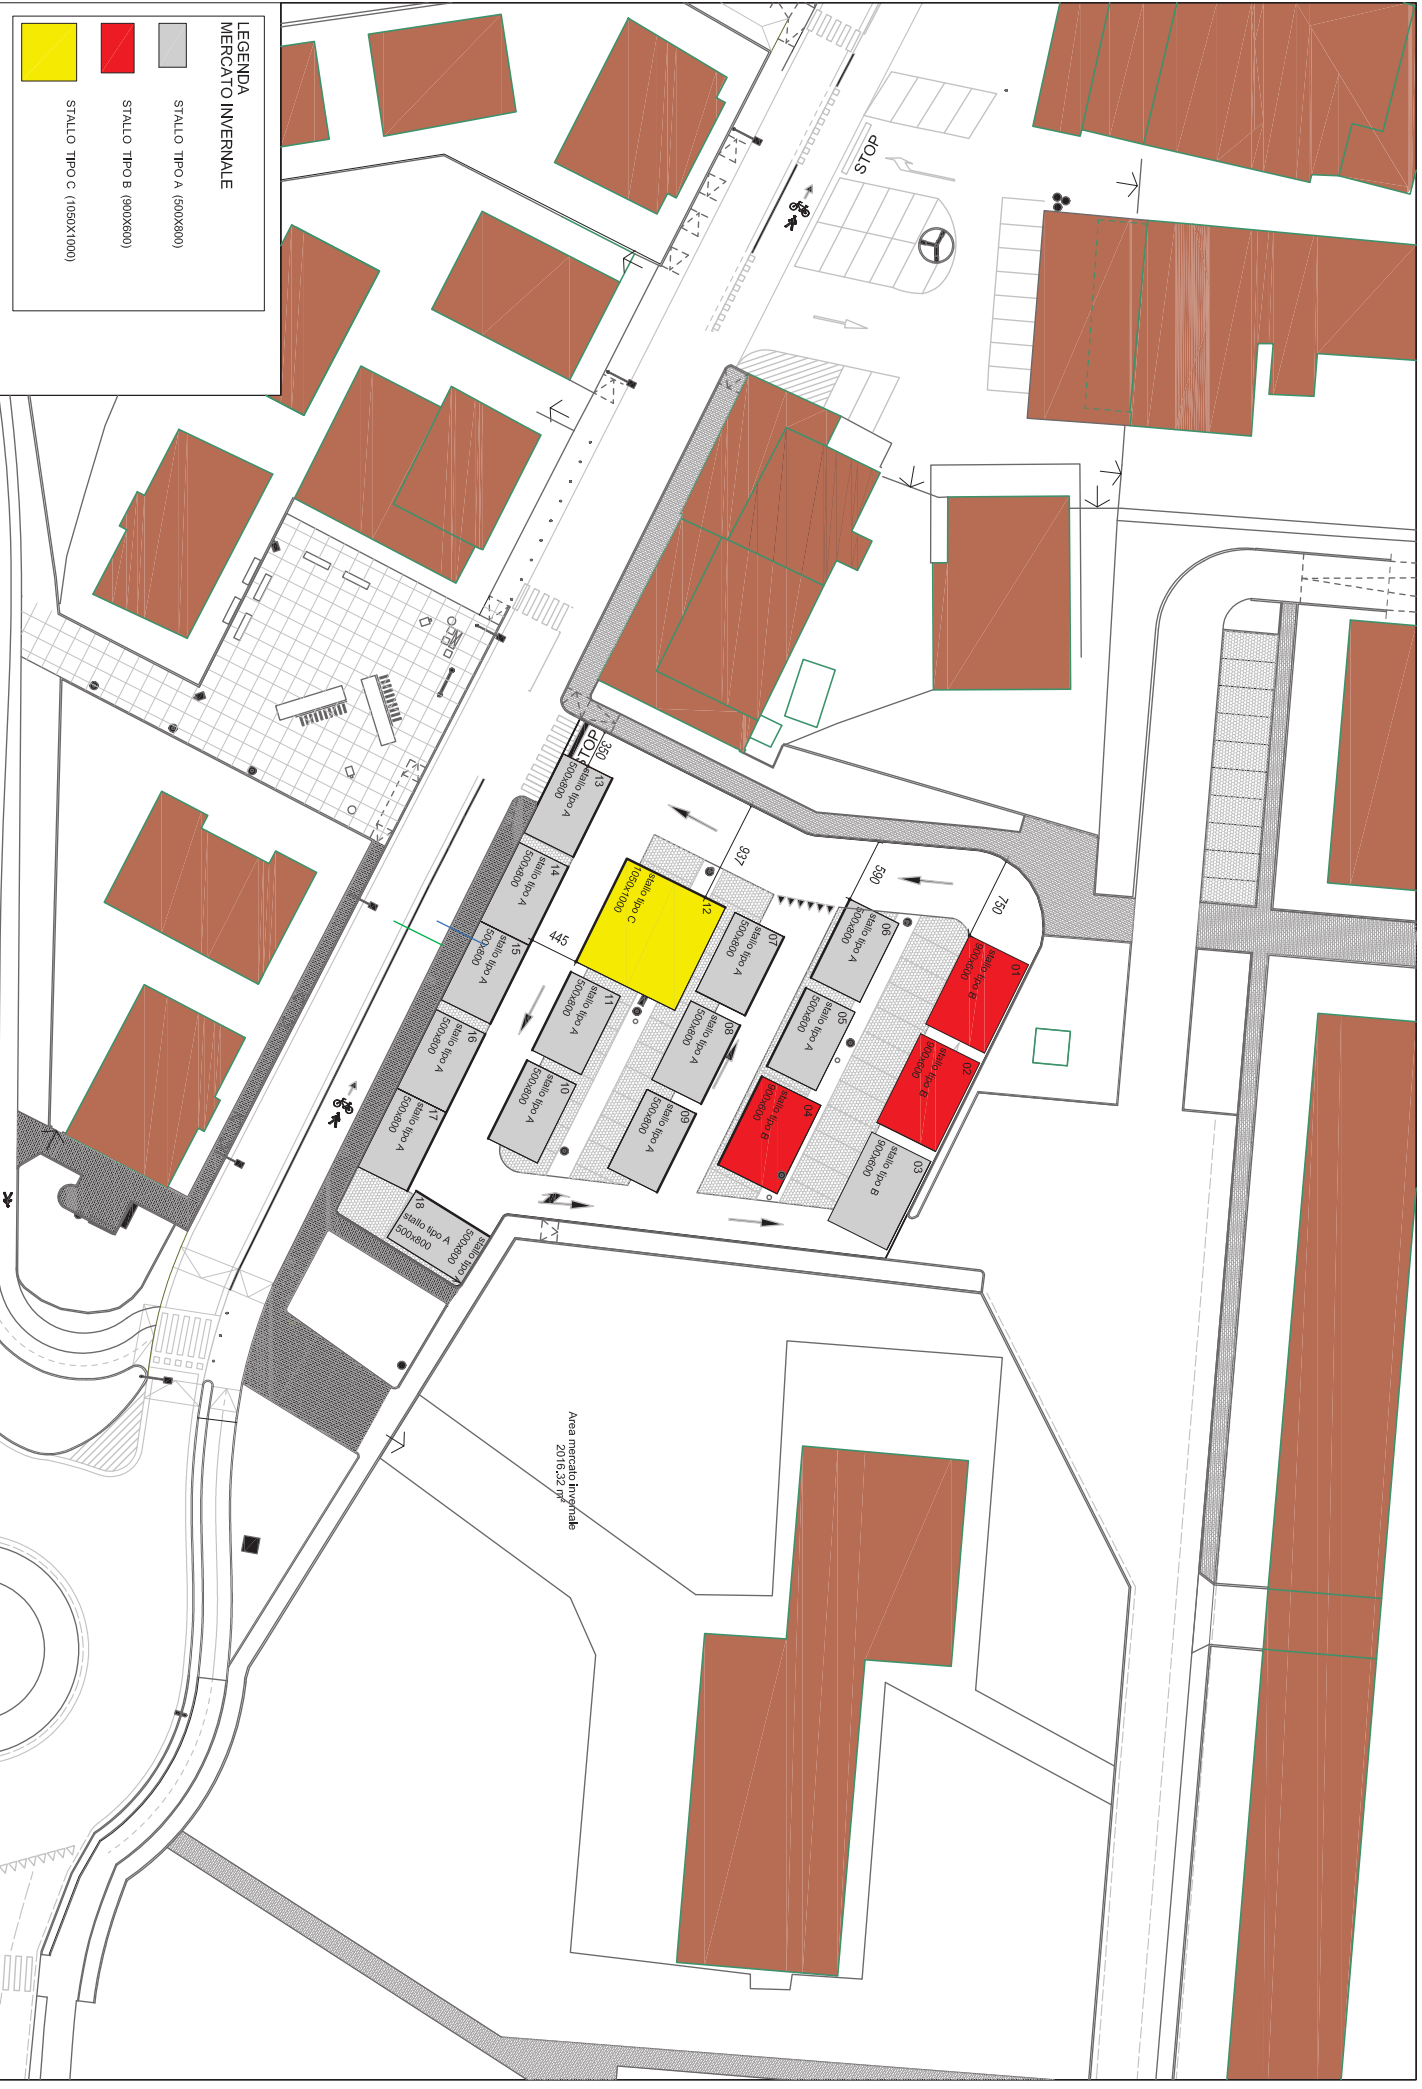 LEGENDA
MERCATO INVERNALE
STALLO TIPO A (500X800)
STALLO TIPO B (900X600)
STALLO TIPO C (1050X1000)
STOP
STOP
350
937
590
750
445
01
stallo tipo B
900x600
02
stallo tipo B
900x600
03
stallo tipo B
900x600
04
stallo tipo B
900x600
05
stallo tipo A
500x800
06
stallo tipo A
500x800
07
stallo tipo A
500x800
08
stallo tipo A
500x800
09
stallo tipo A
500x800
10
stallo tipo A
500x800
11
stallo tipo A
500x800
12
stallo tipo C
1050x1000
13
stallo tipo A
500x800
14
stallo tipo A
500x800
15
stallo tipo A
500x800
16
stallo tipo A
500x800
17
stallo tipo A
500x800
18
stallo tipo A
500x800
stallo tipo A
500x800
Area mercato invernale
2016.32 m²